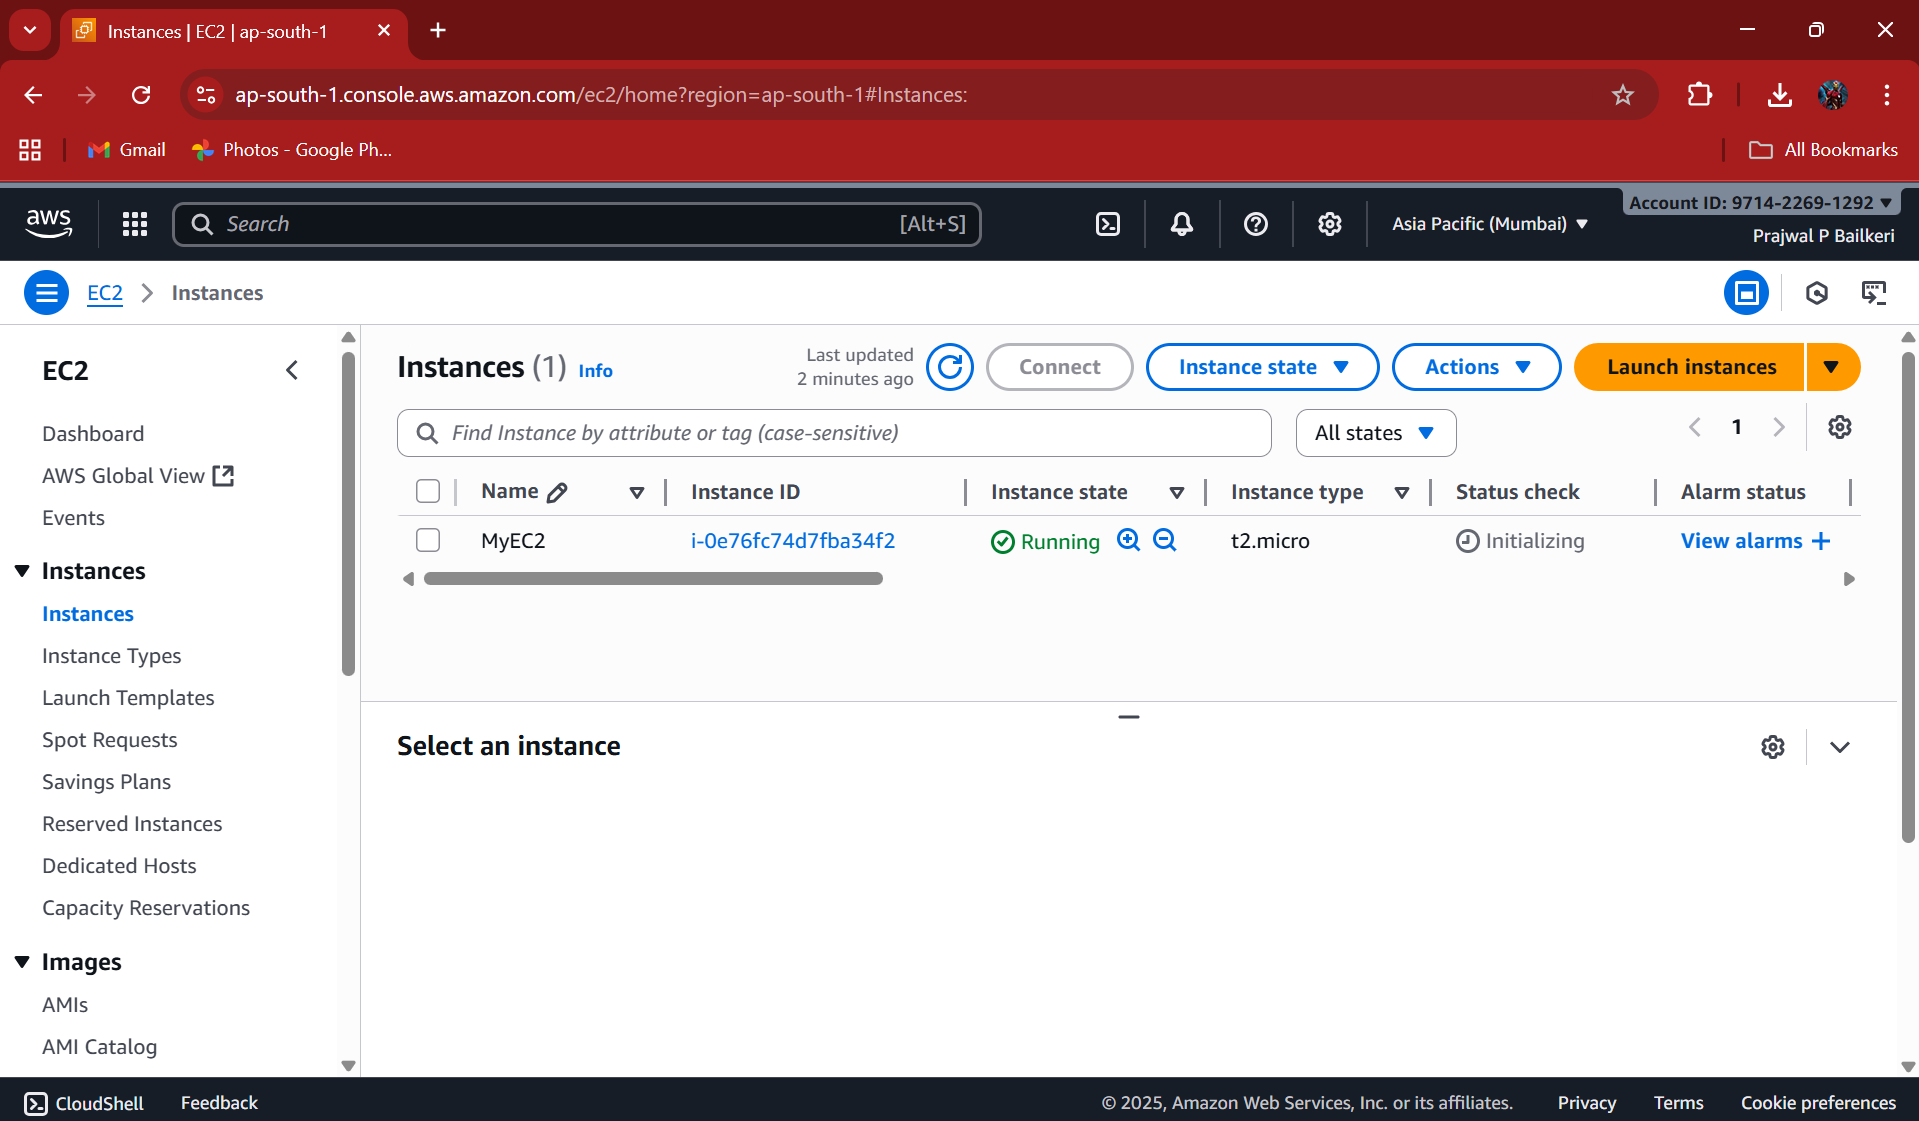 Instances | EC2 | ap-south-1
ap-south-1.console.aws.amazon.com/ec2/home?region=ap-south-1#Instances:
Gmail
Photos - Google Ph...
All Bookmarks
aws
Search
[Alt+S]
Asia Pacific (Mumbai)
Account ID: 9714-2269-1292
Prajwal P Bailkeri
EC2
Instances
EC2
Dashboard
AWS Global View
Events
Instances
Instances
Instance Types
Launch Templates
Spot Requests
Savings Plans
Reserved Instances
Dedicated Hosts
Capacity Reservations
Images
AMIs
AMI Catalog
Instances (1) Info
Last updated
2 minutes ago
Connect
Instance state
Actions
Launch instances
Find Instance by attribute or tag (case-sensitive)
All states
1
Name
Instance ID
Instance state
Instance type
Status check
Alarm status
MyEC2
i-0e76fc74d7fba34f2
Running
t2.micro
Initializing
View alarms
Select an instance
CloudShell
Feedback
© 2025, Amazon Web Services, Inc. or its affiliates.
Privacy
Terms
Cookie preferences